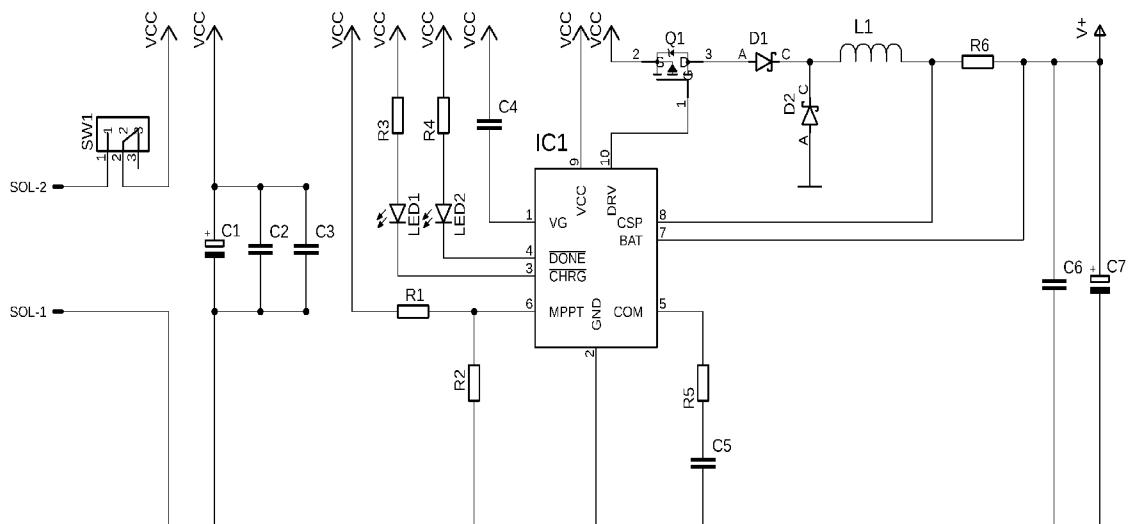 VCC
VCC
VCC
VCC
VCC
VCC
VCC
VCC
V+
Q1
2
S
D
G
3
1
A
D1
C
L1
R6
SW1
1
2
3
1
2
3
R3
R4
C4
D2
C
A
IC1
9
10
VCC
DRV
SOL-2
LED1
LED2
1
VG
CSP
8
BAT
7
C1
+
C2
C3
4
DONE
3
CHRG
C6
+
C7
SOL-1
R1
6
MPPT
GND
COM
5
2
R2
R5
C5